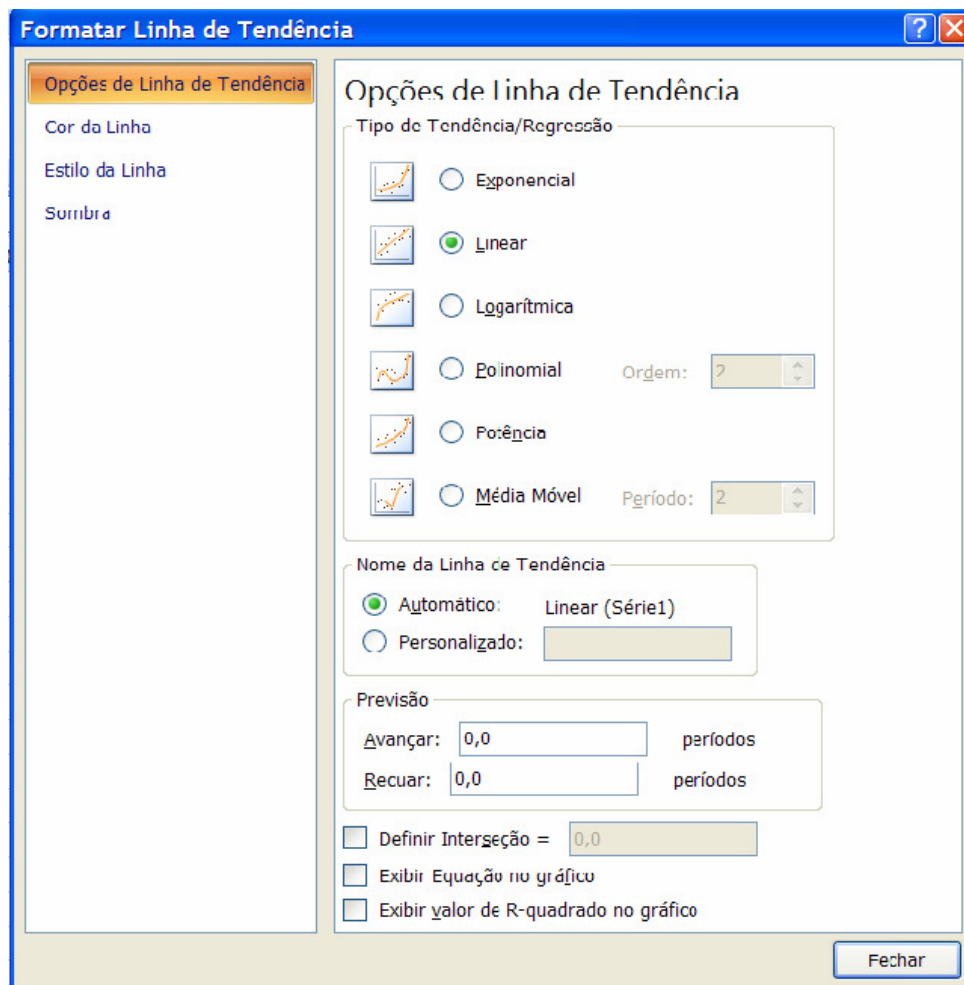 Formatar Linha de Tendência
Opções de Linha de Tendência
Cor da Linha
Estilo da Linha
Sombra
Opções de Linha de Tendência
Tipo de Tendência/Regressão
Exponencial
Linear
Logarítmica
Polinomial Ordem: 2
Potência
Média Móvel Período: 2
Nome da Linha de Tendência
Automático: Linear (Série1)
Personalizado:
Previsão
Avançar: 0,0 períodos
Recuar: 0,0 períodos
Definir Interseção = 0,0
Exibir Equação no gráfico
Exibir valor de R-quadrado no gráfico
Fechar